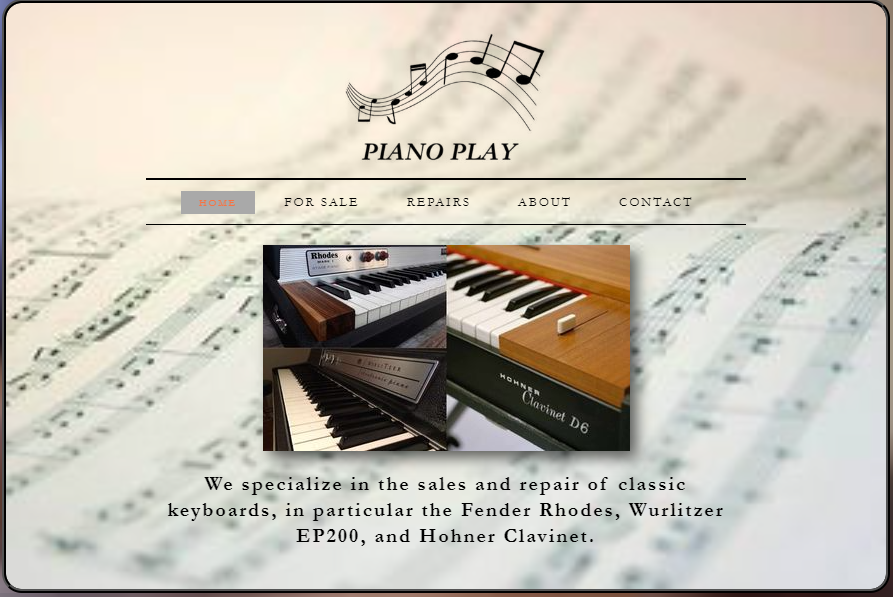 PIANO PLAY
HOME FOR SALE REPAIRS ABOUT CONTACT
Rhodes
HOHNER
Clavinet D6
We specialize in the sales and repair of classic
keyboards, in particular the Fender Rhodes, Wurlitzer
EP200, and Hohner Clavinet.